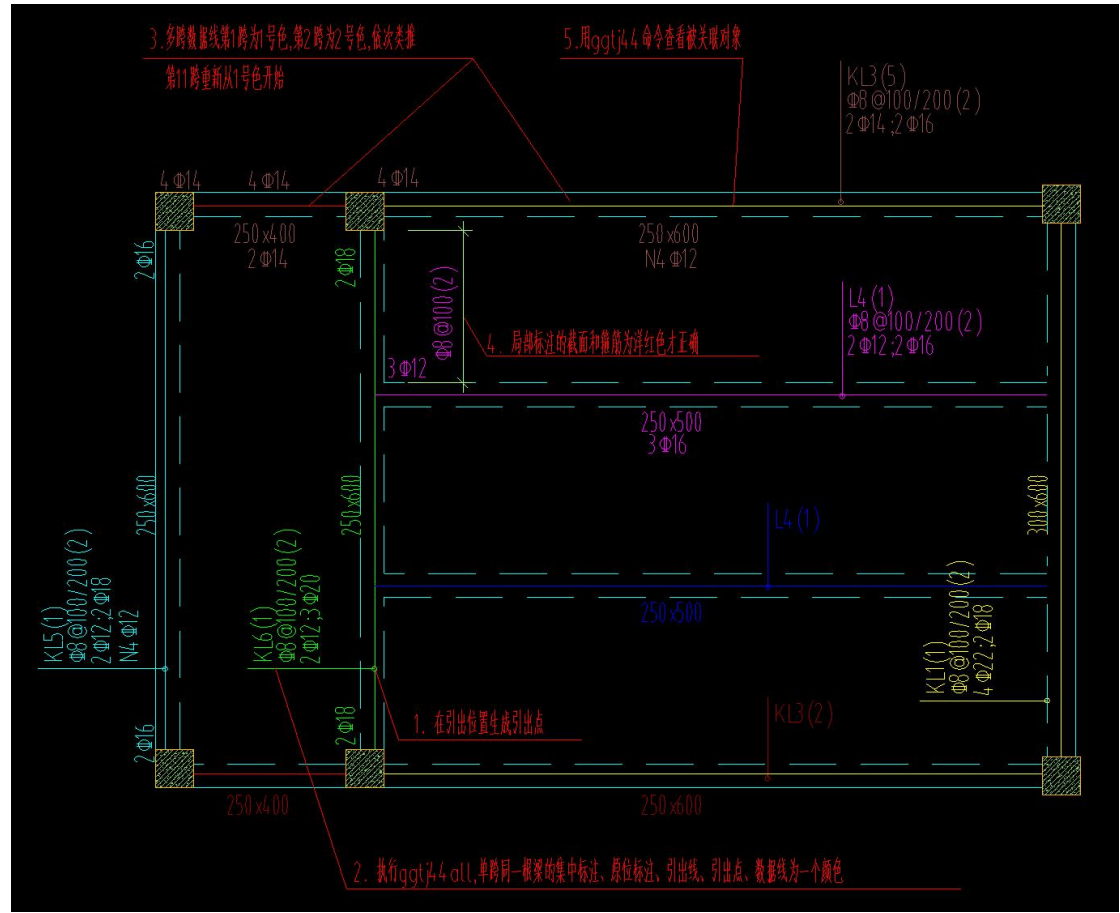 3.多跨数据线第1跨为1号色,第2跨为2号色,依次类推
第11跨重新从1号色开始
5.用ggtj44命令查看被关联对象
KL3(5)
Φ8@100/200(2)
2Φ14;2Φ16
4Φ14
4Φ14
4Φ14
250x400
2Φ14
250x600
N4Φ12
2Φ16
2Φ18
Φ8@100(2)
L4(1)
Φ8@100/200(2)
2Φ12;2Φ16
4. 局部标注的截面和箍筋为洋红色才正确
3Φ12
250x500
3Φ16
250x600
250x600
300x600
L4(1)
250x500
KL5(1)
Φ8@100/200(2)
2Φ12;2Φ18
N4Φ12
KL6(1)
Φ8@100/200(2)
2Φ12;3Φ20
KL1(1)
Φ8@100/200(2)
4Φ22;2Φ18
2Φ16
2Φ18
1. 在引出位置生成引出点
KL3(2)
250x400
250x600
2. 执行ggtj44 all,单跨同一根梁的集中标注、原位标注、引出线、引出点、数据线为一个颜色